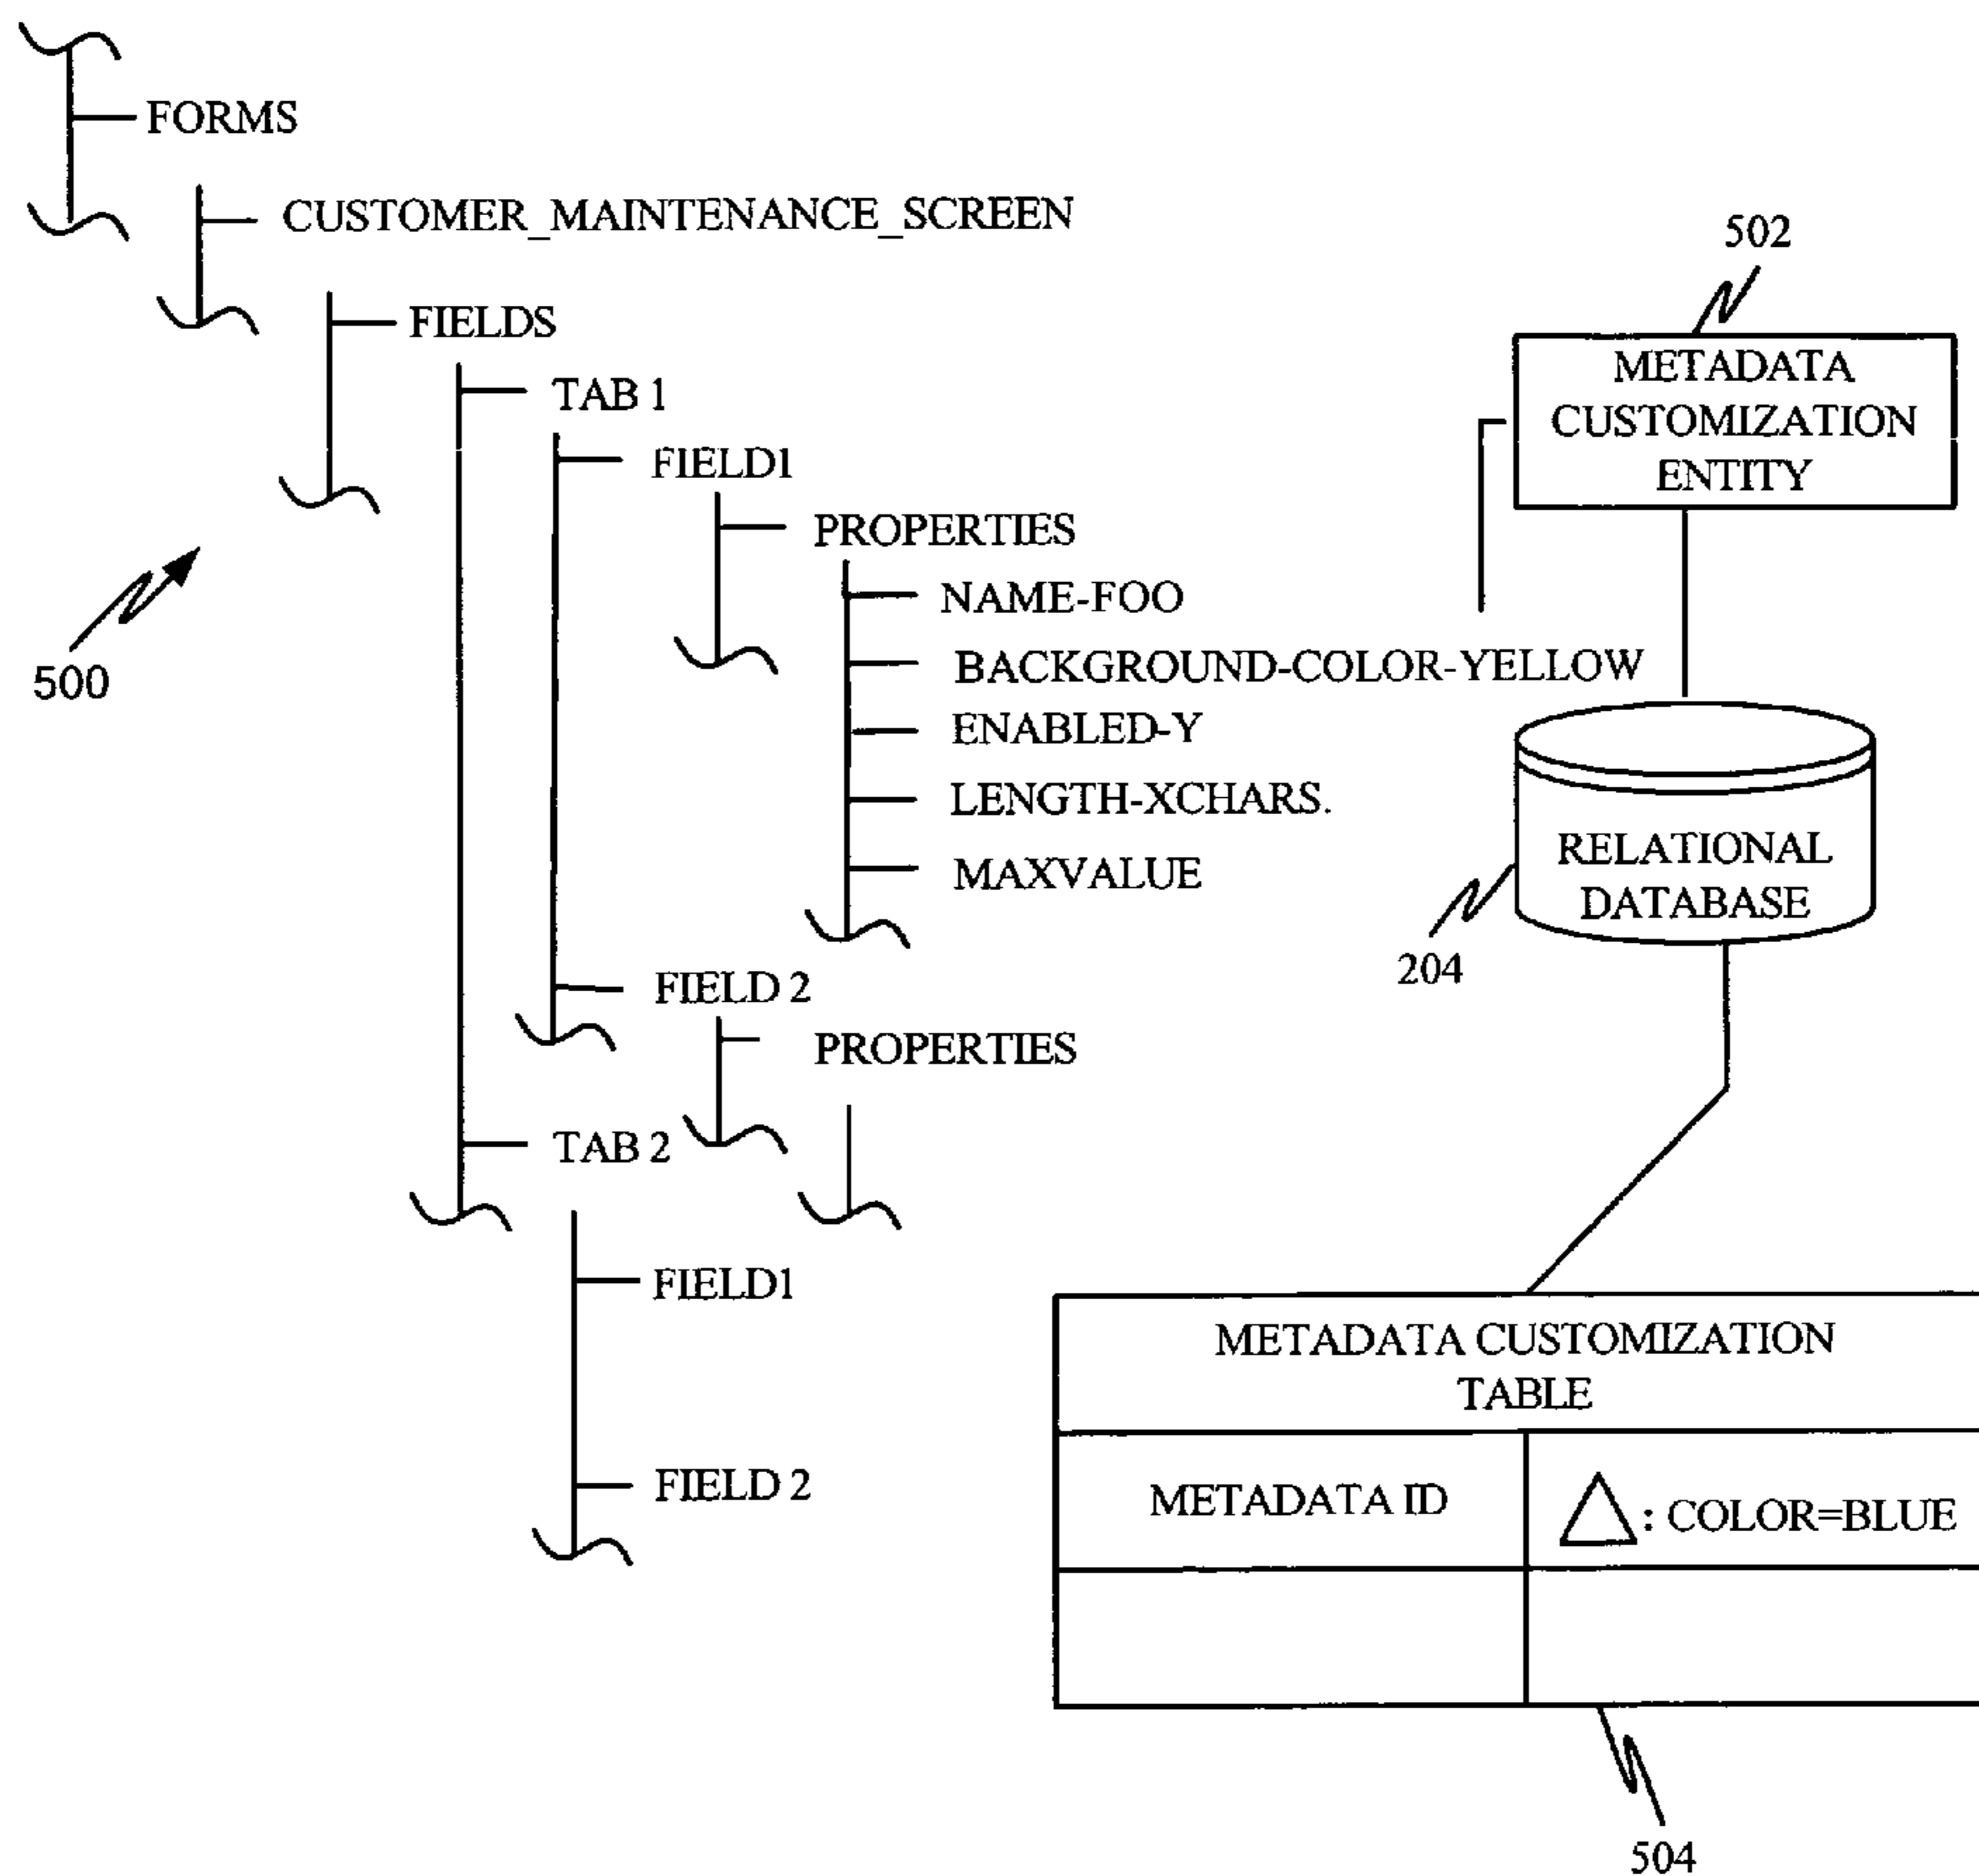 FORMS
CUSTOMER_MAINTENANCE_SCREEN
FIELDS
TAB 1
FIELD1
PROPERTIES
NAME-FOO
BACKGROUND-COLOR-YELLOW
ENABLED-Y
LENGTH-XCHARS.
MAXVALUE
FIELD 2
PROPERTIES
TAB 2
FIELD1
FIELD 2
500
502
METADATA
CUSTOMIZATION
ENTITY
RELATIONAL
DATABASE
204
METADATA CUSTOMIZATION
TABLE
METADATA ID
△: COLOR=BLUE
504